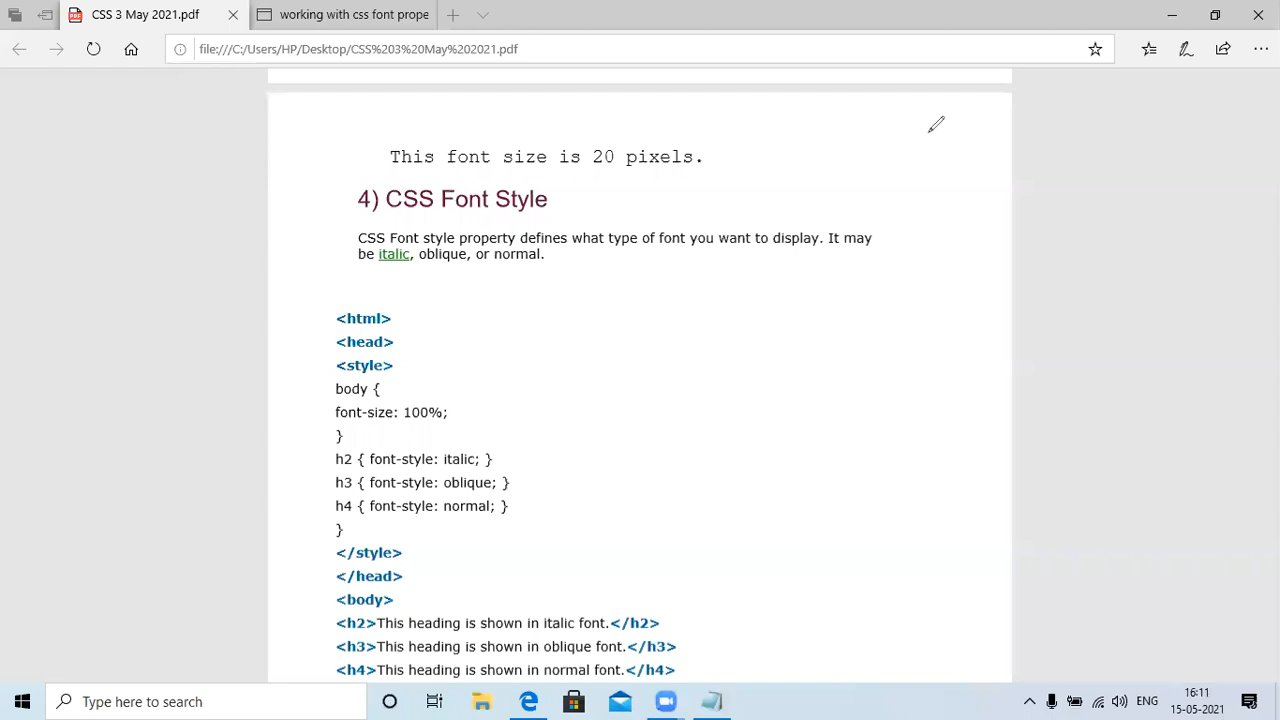 CSS 3 May 2021.pdf
working with font prope
file:///C:/Users/HP/Desktop/CSS%203%20May%202021.pdf
This font size is 20 pixels.
4) CSS Font Style
CSS Font style property defines what type of font you want to display. It may
be italic, oblique, or normal.
<html>
<head>
<style>
body {
font-size: 100%;
}
h2 { font-style: italic; }
h3 { font-style: oblique; }
h4 { font-style: normal; }
}
</style>
</head>
<body>
<h2>This heading is shown in italic font.</h2>
<h3>This heading is shown in oblique font.</h3>
<h4>This heading is shown in normal font.</h4>
Type here to search
ENG
16:11
15-05-2021